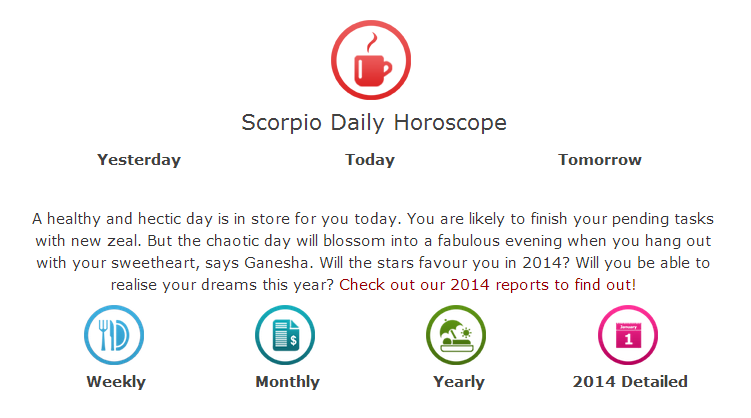 Scorpio Daily Horoscope
Yesterday Today Tomorrow
A healthy and hectic day is in store for you today. You are likely to finish your pending tasks
with new zeal. But the chaotic day will blossom into a fabulous evening when you hang out
with your sweetheart, says Ganesha. Will the stars favour you in 2014? Will you be able to
realise your dreams this year? Check out our 2014 reports to find out!
$
January
1
Weekly Monthly Yearly 2014 Detailed